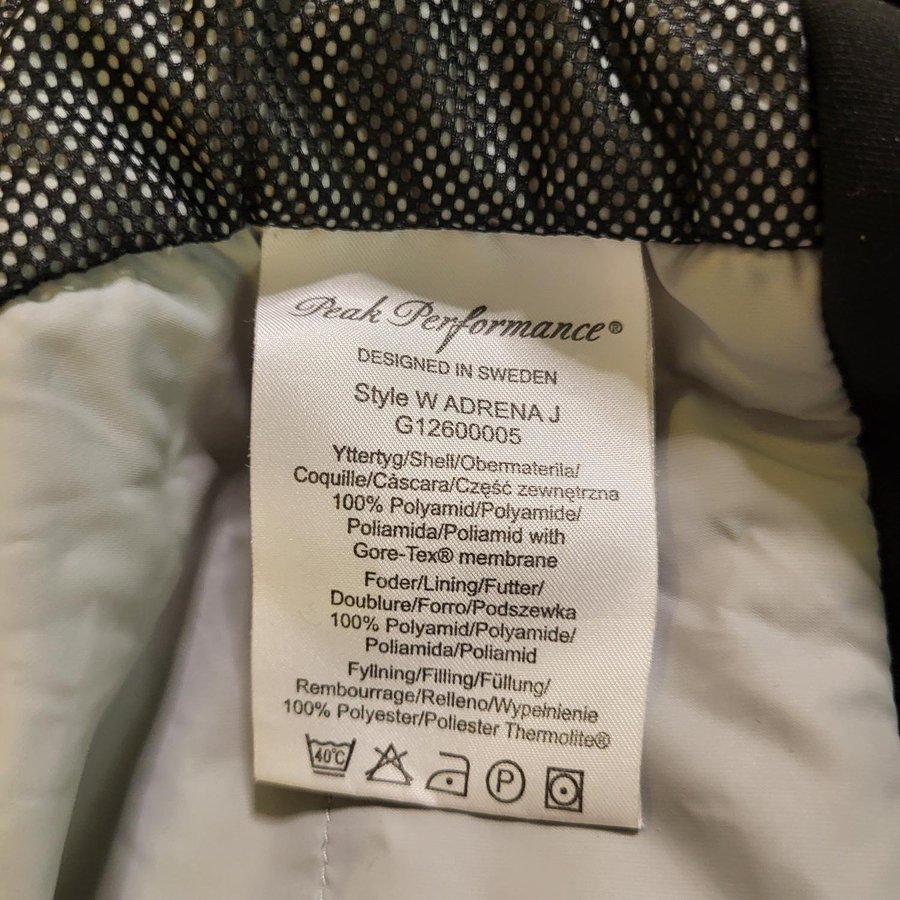 Peak Performance®
DESIGNED IN SWEDEN
Style W ADRENA J
G12600005
Yttertyg/Shell/Obermaterila/
Coquille/Càscara/Część zewnętrzna
100% Polyamid/Polyamide/
Poliamida/Poliamid with
Gore-Tex® membrane
Foder/Lining/Futter/
Doublure/Forro/Podszewka
100% Polyamid/Polyamide/
Poliamida/Poliamid
Fyllning/Filling/Füllung/
Rembourrage/Relleno/Wypełnienie
100% Polyester/Poliester Thermolite®
40°C P